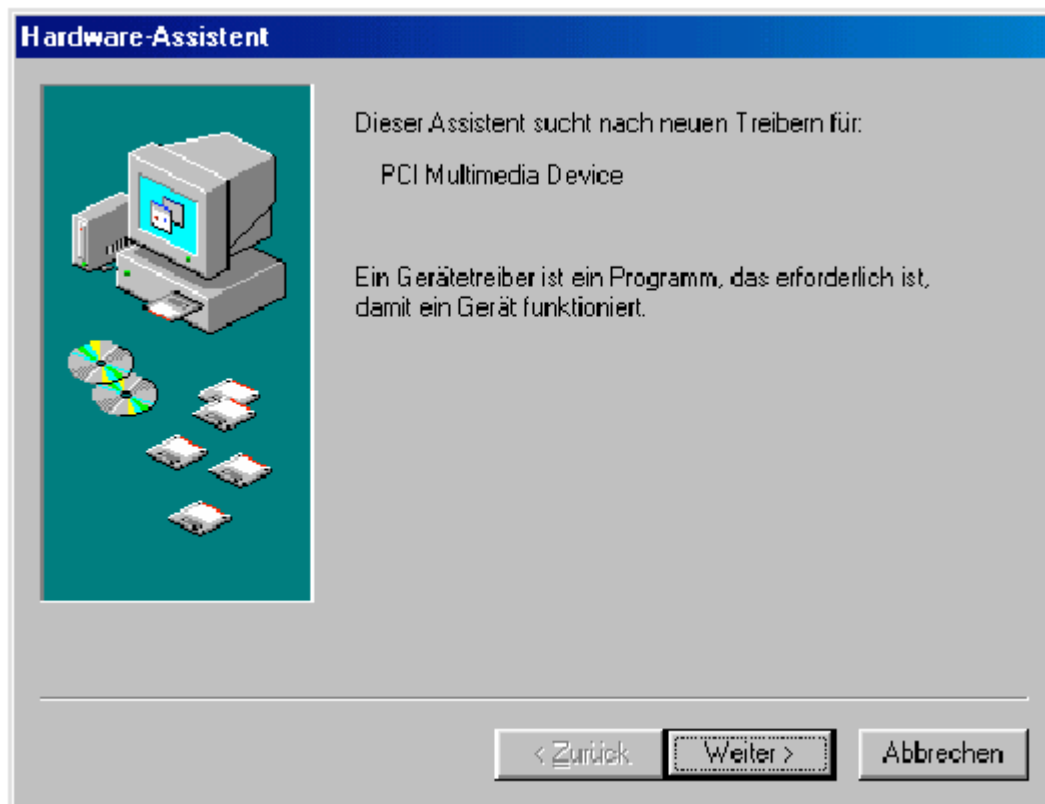 Hardware-Assistent
Dieser Assistent sucht nach neuen Treibern für:
PCI Multimedia Device
Ein Gerätetreiber ist ein Programm, das erforderlich ist,
damit ein Gerät funktioniert.
< Zurück
Weiter >
Abbrechen